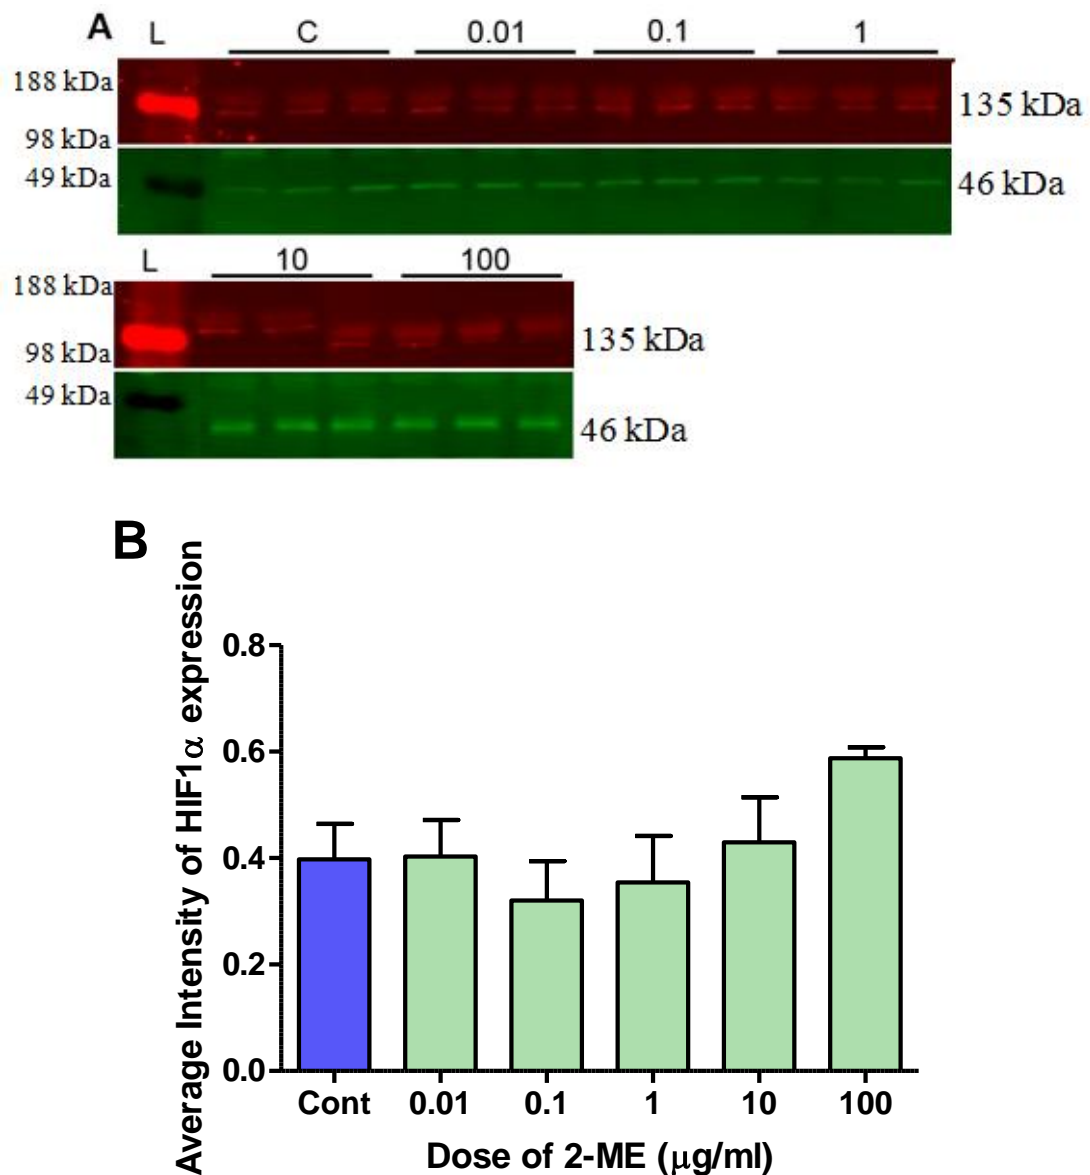 A L C 0.01 0.1 1
188 kDa
135 kDa
98 kDa
49 kDa
46 kDa
L 10 100
188 kDa
135 kDa
98 kDa
49 kDa
46 kDa
B
Average Intensity of HIF1α expression
0.8
0.6
0.4
0.2
0.0
Cont 0.01 0.1 1 10 100
Dose of 2-ME (μg/ml)